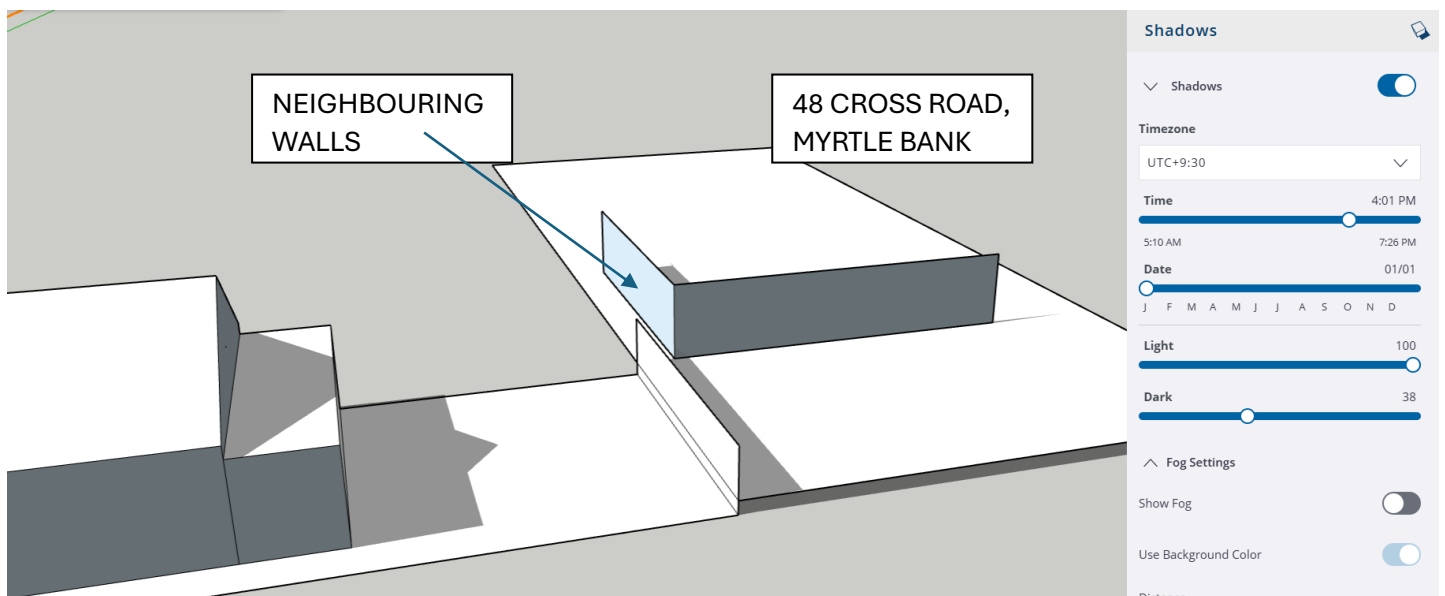 NEIGHBOURING
WALLS
48 CROSS ROAD,
MYRTLE BANK
Shadows
Shadows
Timezone
UTC+9:30
Time 4:01 PM
5:10 AM 7:26 PM
Date 01/01
J F M A M J J A S O N D
Light 100
Dark 38
Fog Settings
Show Fog
Use Background Color